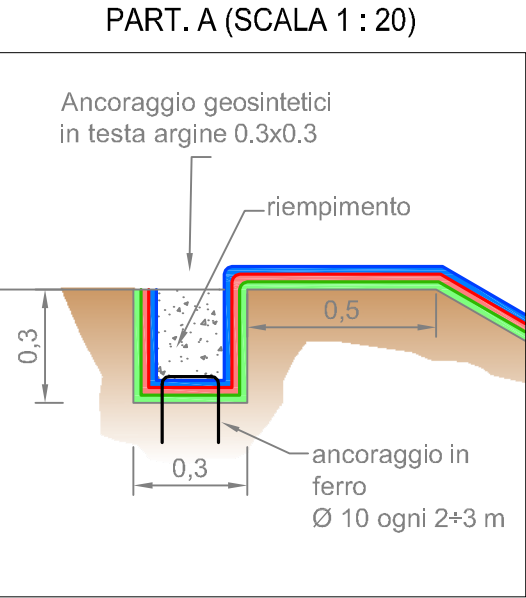 PART. A (SCALA 1 : 20)
Ancoraggio geosintetici
in testa argine 0.3x0.3
riempimento
0,5
0,3
0,3
ancoraggio in
ferro
Ø 10 ogni 2÷3 m